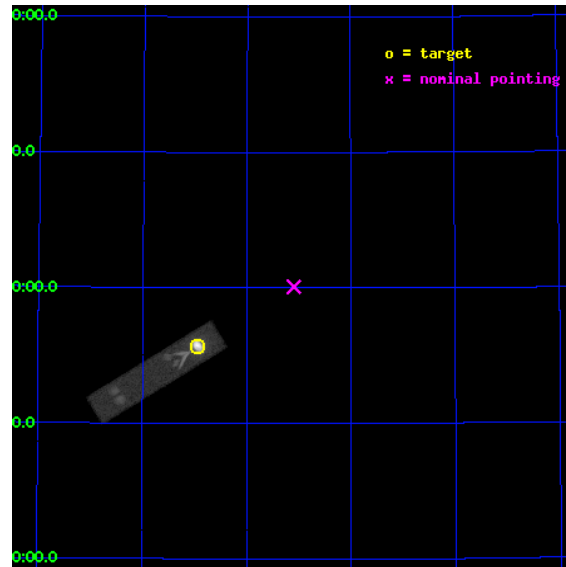 0:00.0
o = target
x = nominal pointing
0.0
0:00.0
0.0
0:00.0